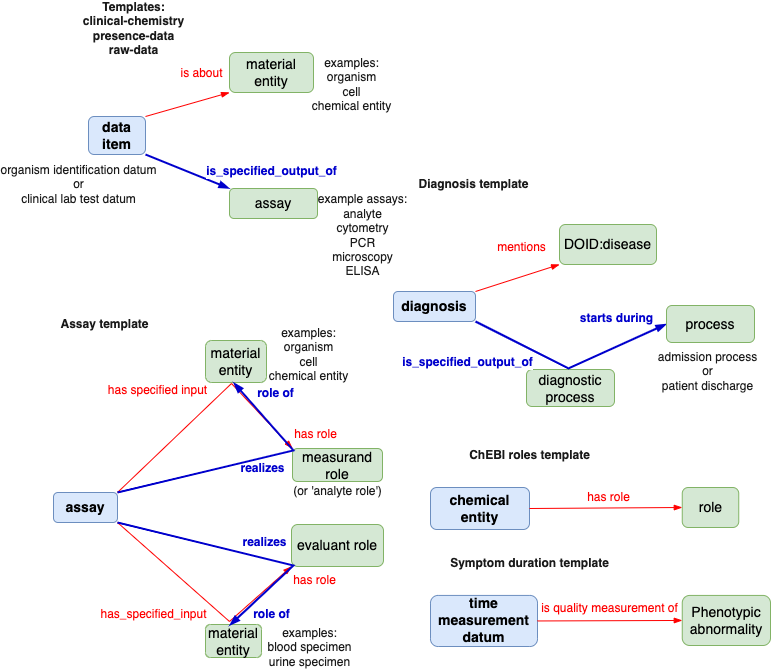 Templates:
clinical-chemistry
presence-data
raw-data
is about
material
entity
examples:
organism
cell
chemical entity
data
item
organism identification datum
or
clinical lab test datum
is_specified_output_of
assay
example assays:
analyte
cytometry
PCR
microscopy
ELISA
Diagnosis template
mentions
DOID:disease
diagnosis
starts during
process
admission process
or
patient discharge
is_specified_output_of
diagnostic
process
Assay template
material
entity
examples:
organism
cell
chemical entity
has specified input
role of
has role
realizes
measurand
role
(or 'analyte role')
assay
realizes
evaluant role
has role
has_specified_input
role of
material
entity
examples:
blood specimen
urine specimen
ChEBI roles template
chemical
entity
has role
role
Symptom duration template
time
measurement
datum
is quality measurement of
Phenotypic
abnormality